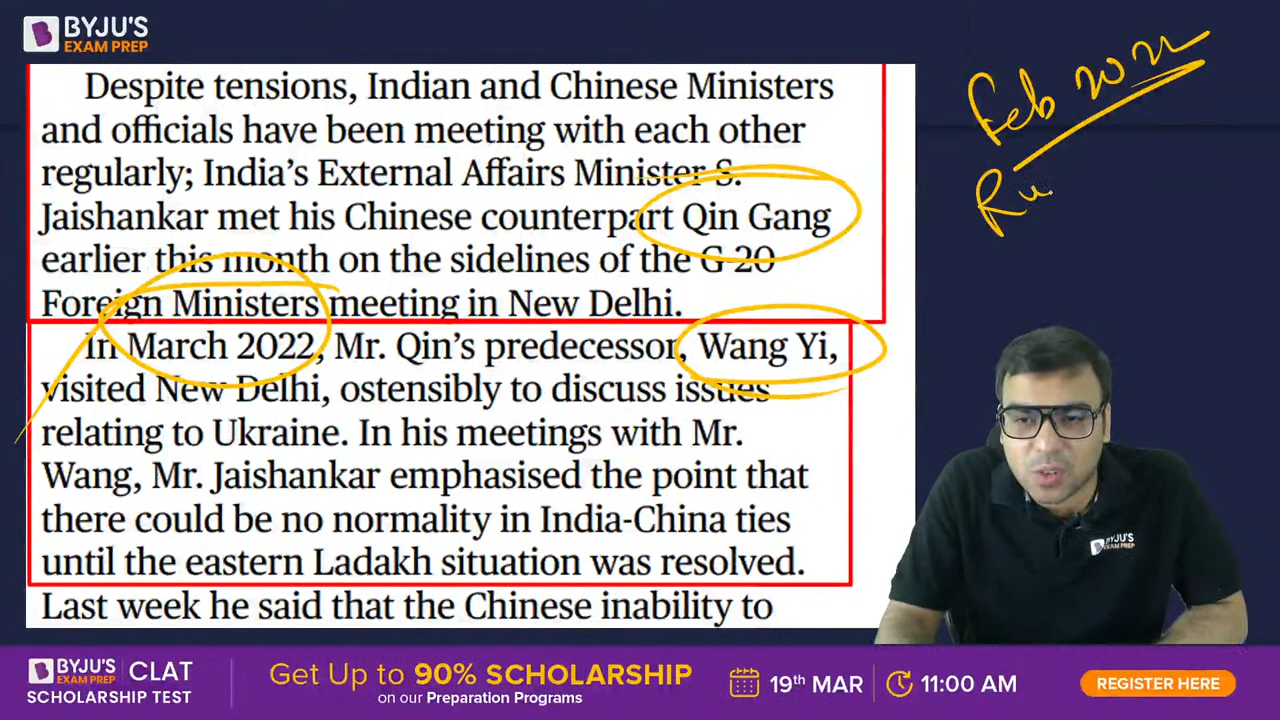 BYJU'S
EXAM PREP
Despite tensions, Indian and Chinese Ministers
and officials have been meeting with each other
regularly; India's External Affairs Minister S.
Jaishankar met his Chinese counterpart Qin Gang
earlier this month on the sidelines of the G-20
Foreign Ministers meeting in New Delhi.
In March 2022, Mr. Qin's predecessor, Wang Yi,
visited New Delhi, ostensibly to discuss issues
relating to Ukraine. In his meetings with Mr.
Wang, Mr. Jaishankar emphasised the point that
there could be no normality in India-China ties
until the eastern Ladakh situation was resolved.
Last week he said that the Chinese inability to
Feb 2022
Ru
BYJU'S
EXAM PREP
BYJU'S EXAM PREP CLAT
SCHOLARSHIP TEST
Get Up to 90% SCHOLARSHIP
on our Preparation Programs
19th MAR
11:00 AM
REGISTER HERE